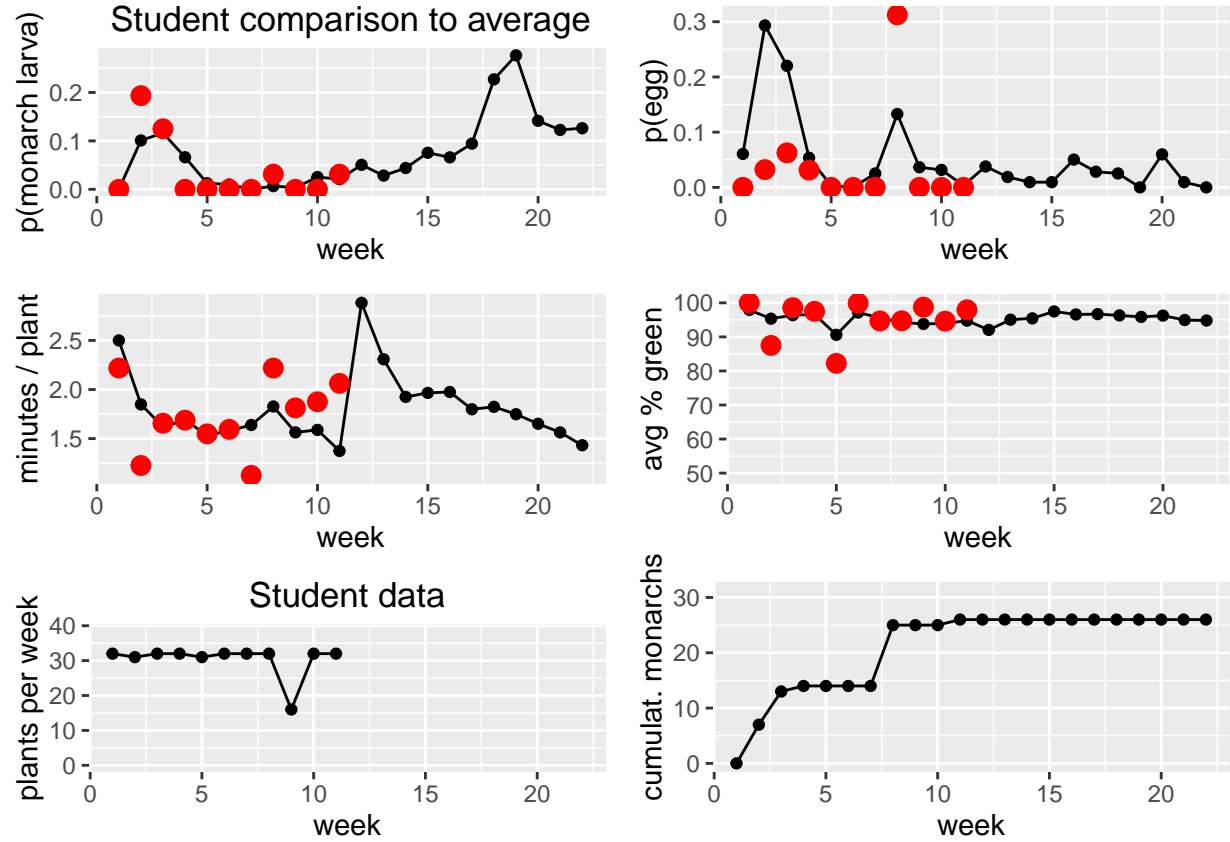 Student comparison to average
p(monarch larva)
0.2
0.1
0.0
0 5 10 15 20
week
p(egg)
0.3
0.2
0.1
0.0
0 5 10 15 20
week
minutes / plant
2.5
2.0
1.5
0 5 10 15 20
week
avg % green
100
90
80
70
60
50
0 5 10 15 20
week
Student data
plants per week
40
30
20
10
0
0 5 10 15 20
week
cumulat. monarchs
30
20
10
0
0 5 10 15 20
week